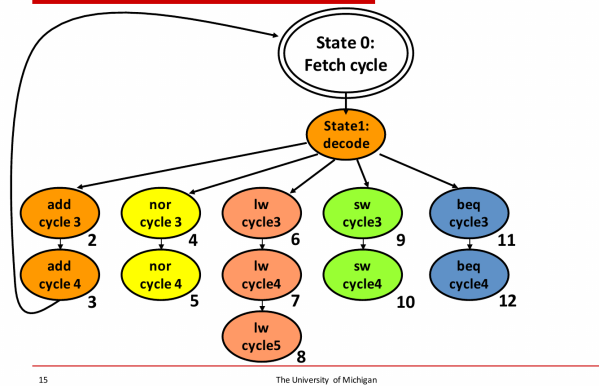 State 0:
Fetch cycle
State1:
decode
add
cycle 3
2
nor
cycle 3
4
lw
cycle3
6
sw
cycle3
9
beq
cycle3
11
add
cycle 4
3
nor
cycle 4
5
lw
cycle4
7
sw
cycle4
10
beq
cycle4
12
lw
cycle5
8
15
The University of Michigan